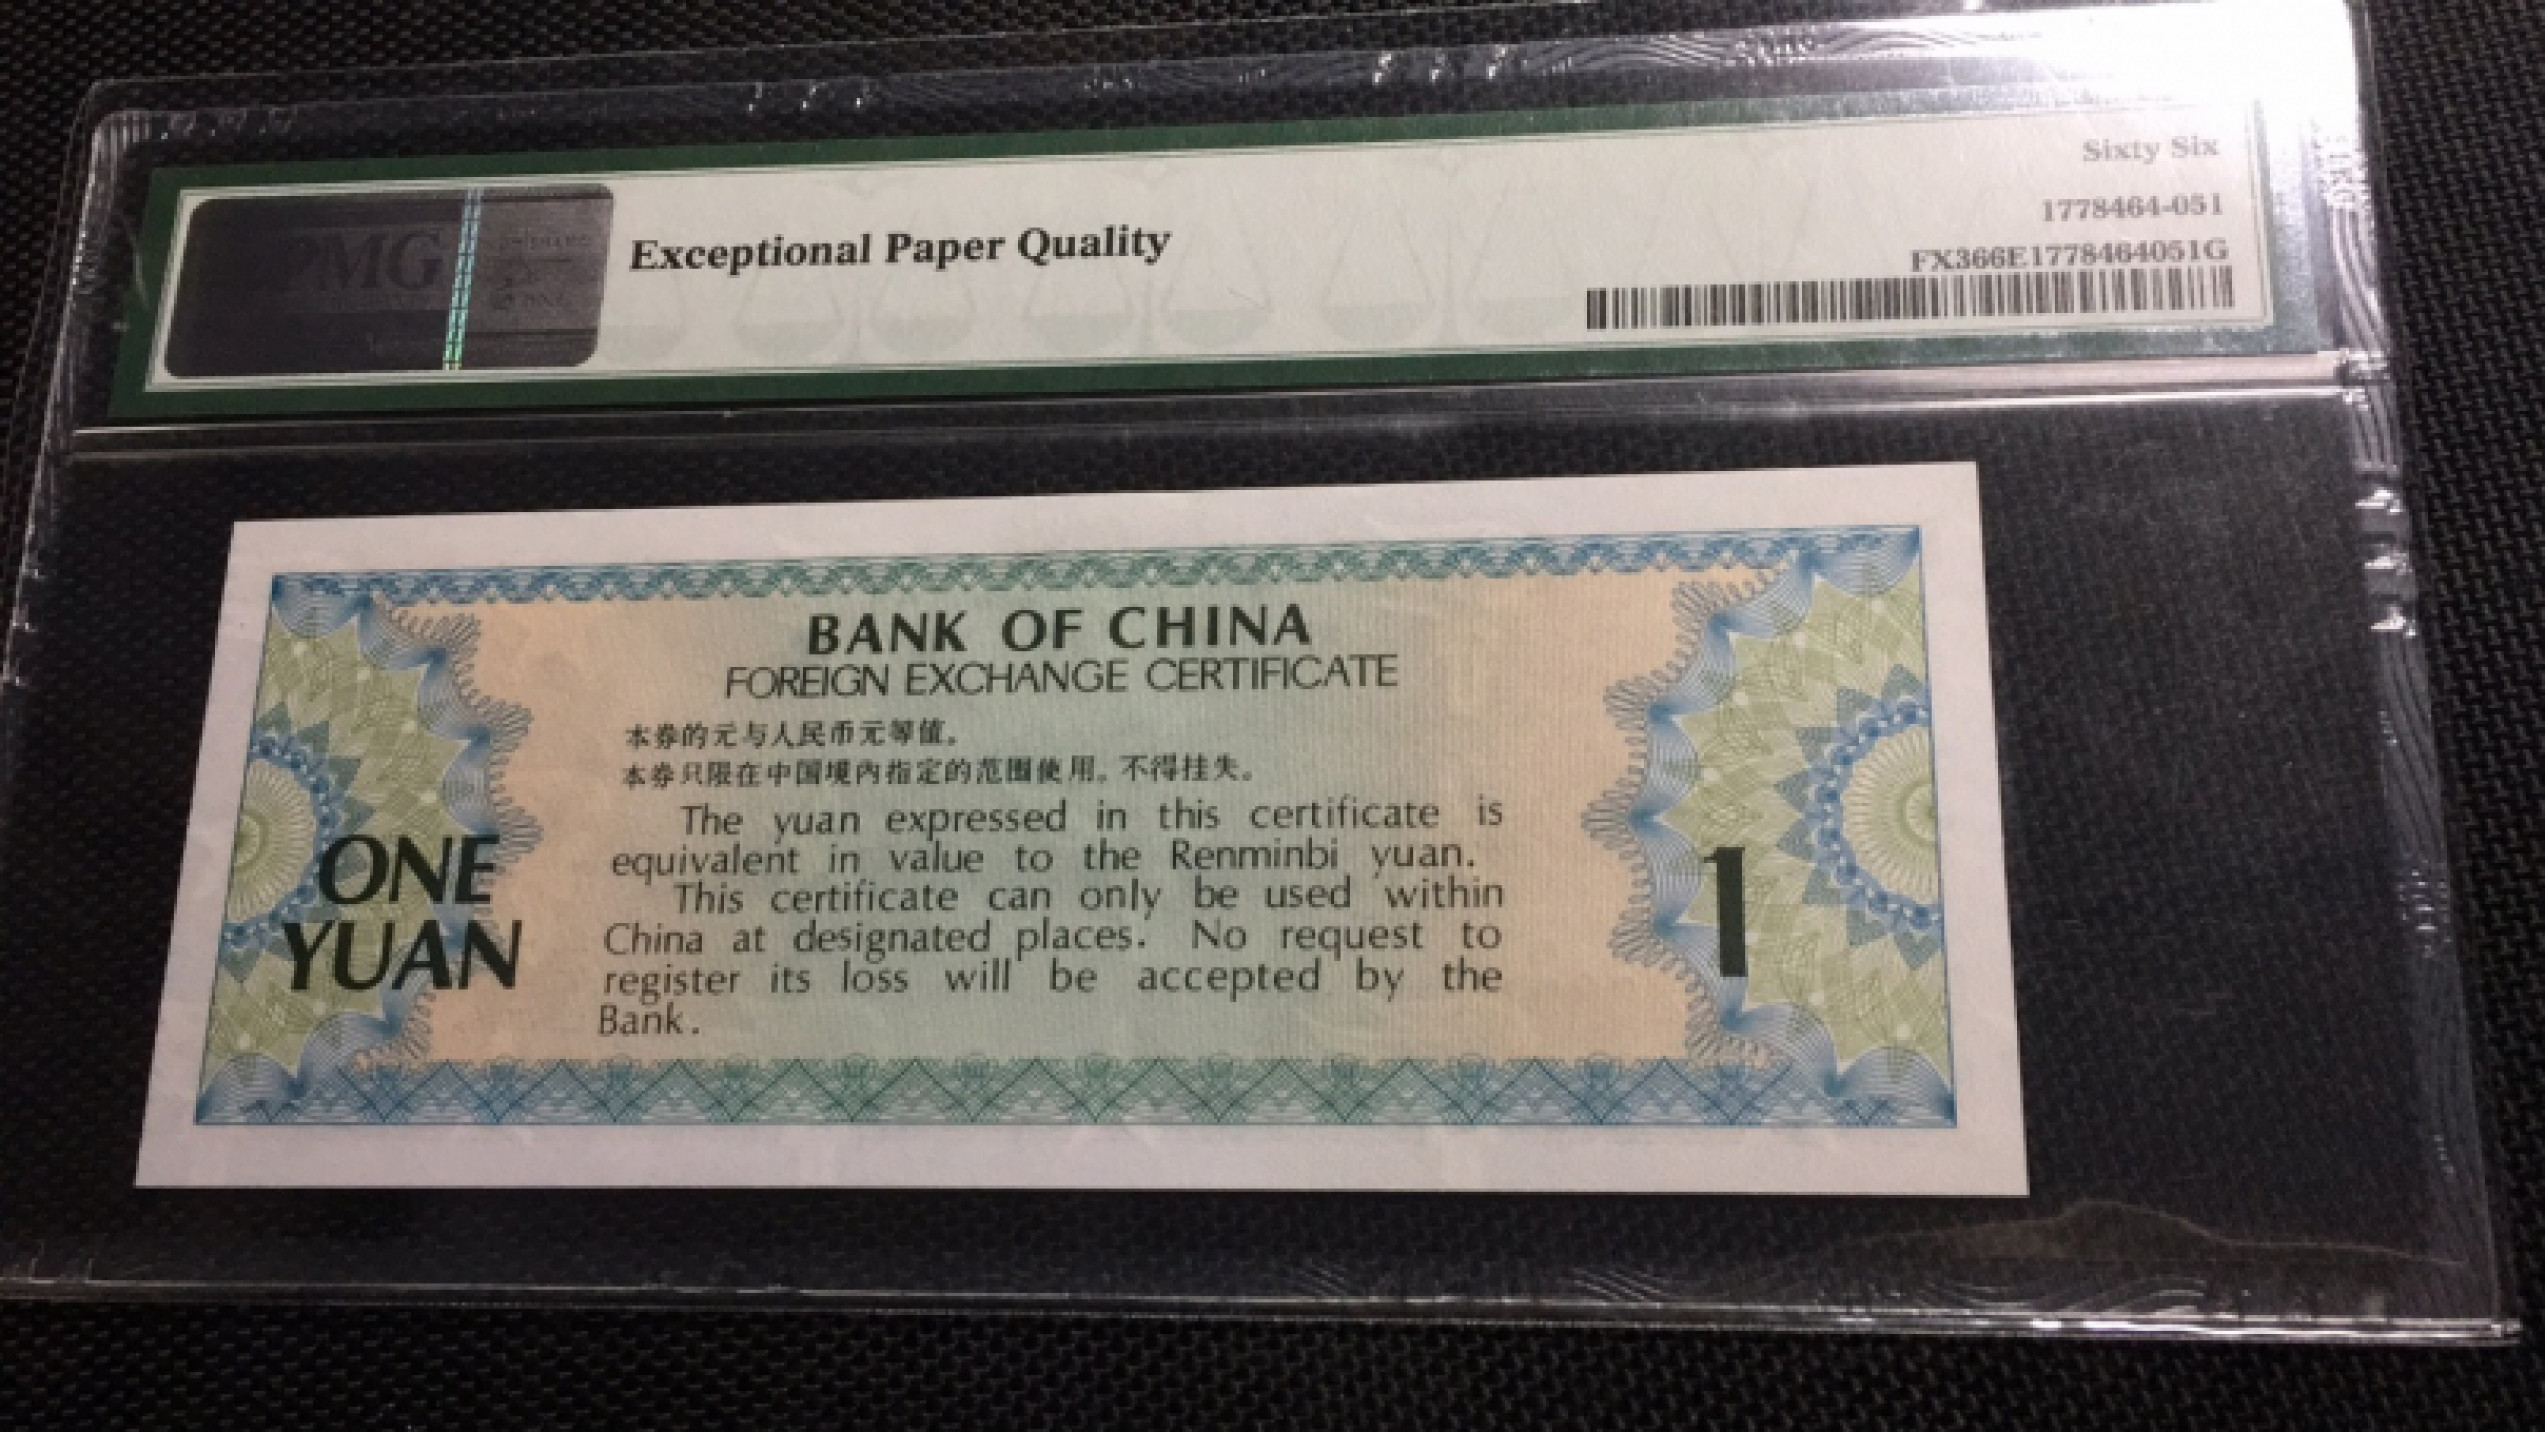 Sixty Six
1778464-051
PMG
Exceptional Paper Quality
FX366E1778464051G
BANK OF CHINA
FOREIGN EXCHANGE CERTIFICATE
本券的元与人民币元等值。
本券只限在中国境内指定的范围使用。不得挂失。
The yuan expressed in this certificate is
equivalent in value to the Renminbi yuan.
This certificate can only be used within
China at designated places. No request to
register its loss will be accepted by the
Bank.
ONE
YUAN
1